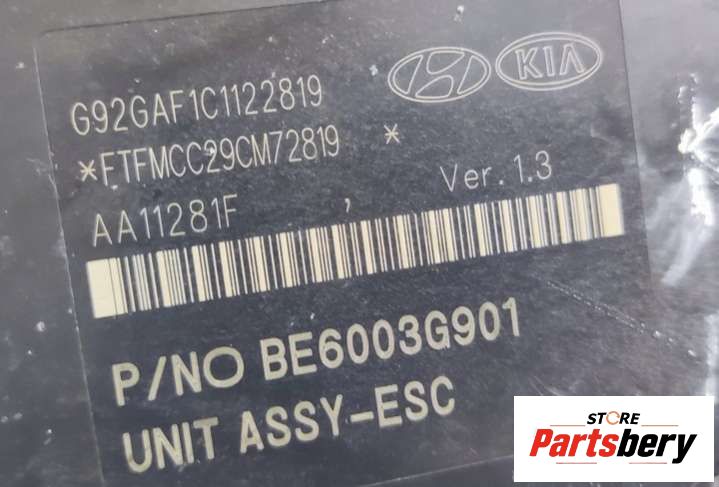 G92GAF1C1122819
KIA
*FTFMCC29CM72819 *
AA11281F , Ver. 1.3
P/NO BE6003G901
UNIT ASSY-ESC
STORE
Partsbery